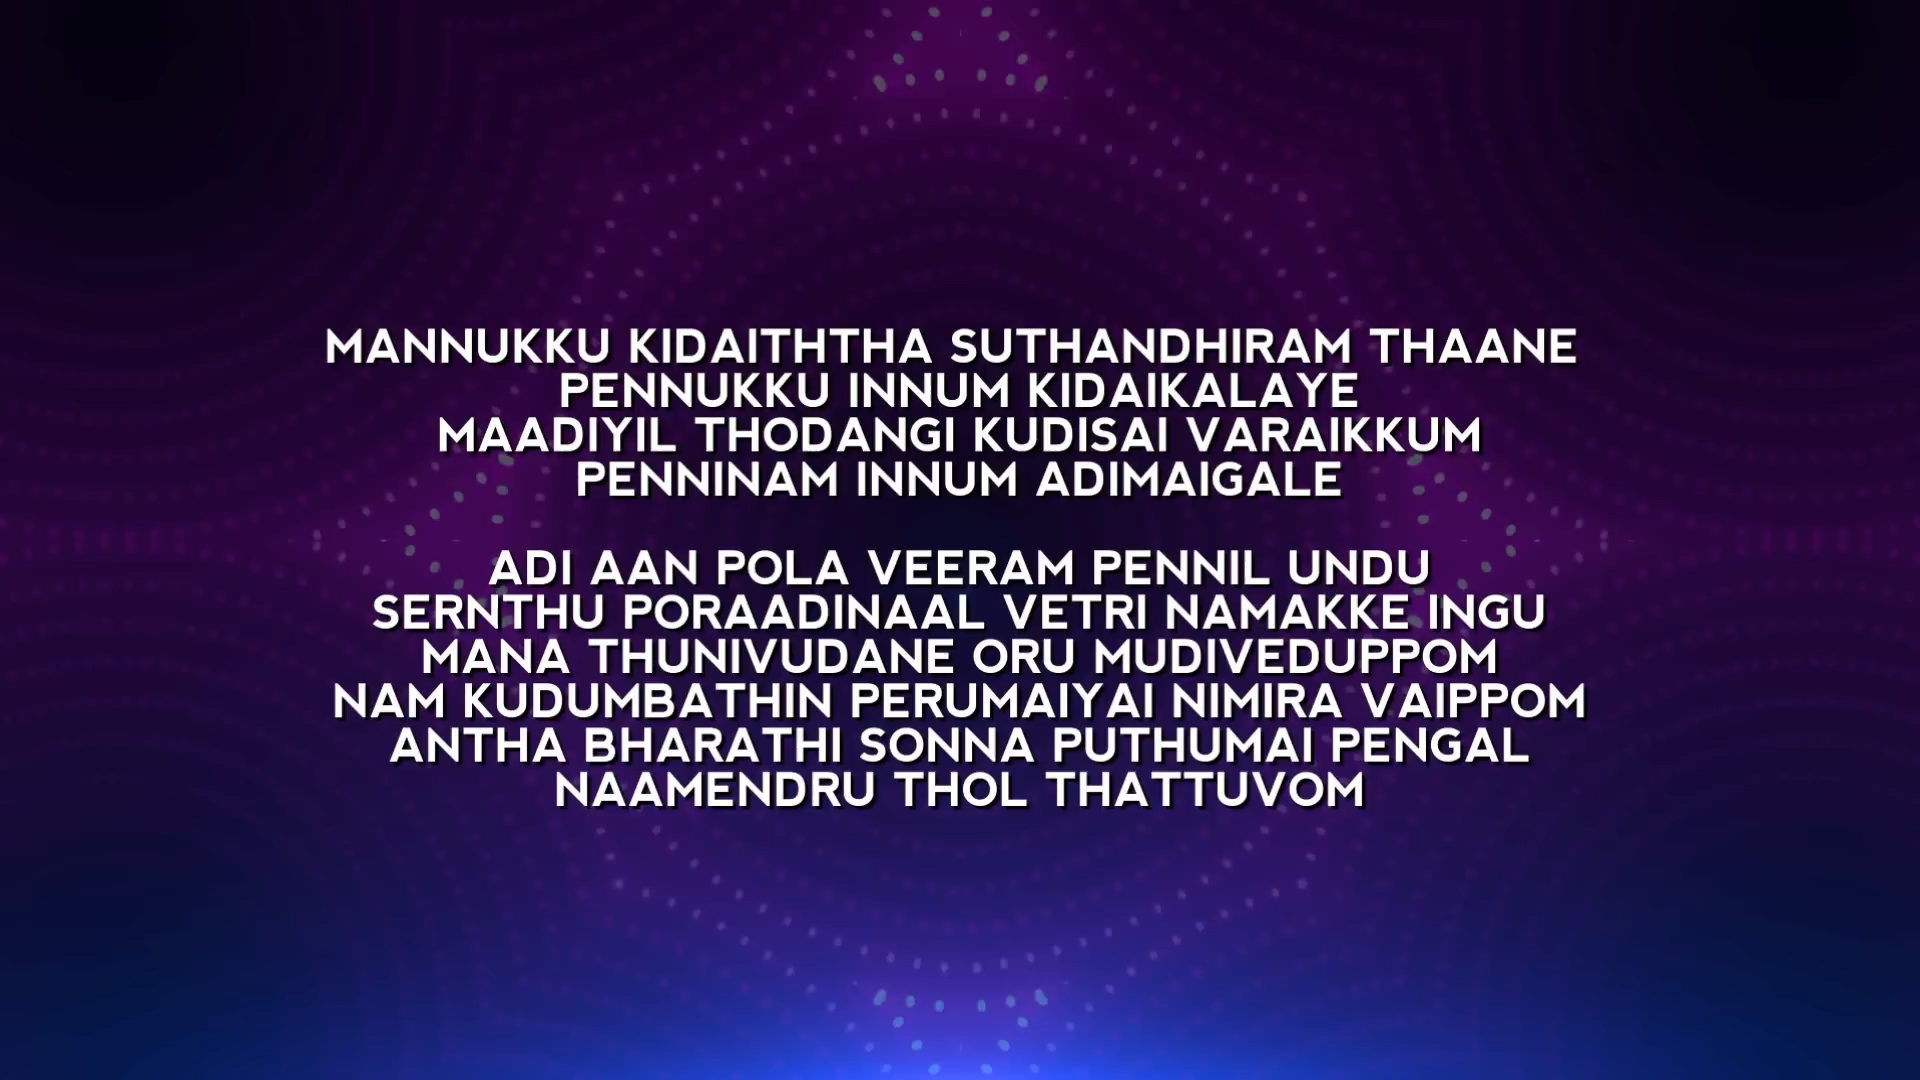 MANNUKKU KIDAITHTHA SUTHANDHIRAM THAANE
PENNUKKU INNUM KIDAIKALAYE
MAADIYIL THODANGI KUDISAI VARAIKKUM
PENNINAM INNUM ADIMAIGALE
ADI AAN POLA VEERAM PENNIL UNDU
SERNTHU PORAADINAAL VETRI NAMAKKE INGU
MANA THUNIVUDANE ORU MUDIVEDUPPOM
NAM KUDUMBATHIN PERUMAIYAI NIMIRA VAIPPOM
ANTHA BHARATHI SONNA PUTHUMAI PENGAL
NAAMENDRU THOL THATTUVOM